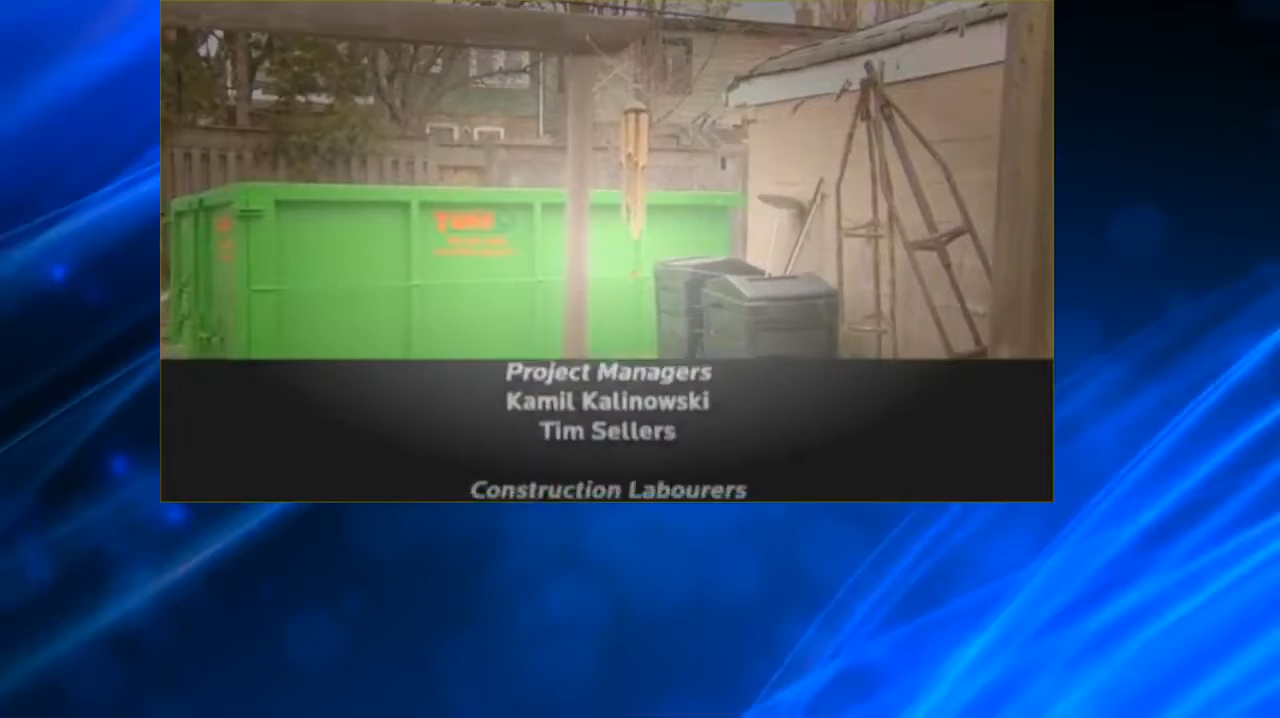 Project Managers
Kamil Kalinowski
Tim Sellers
Construction Labourers